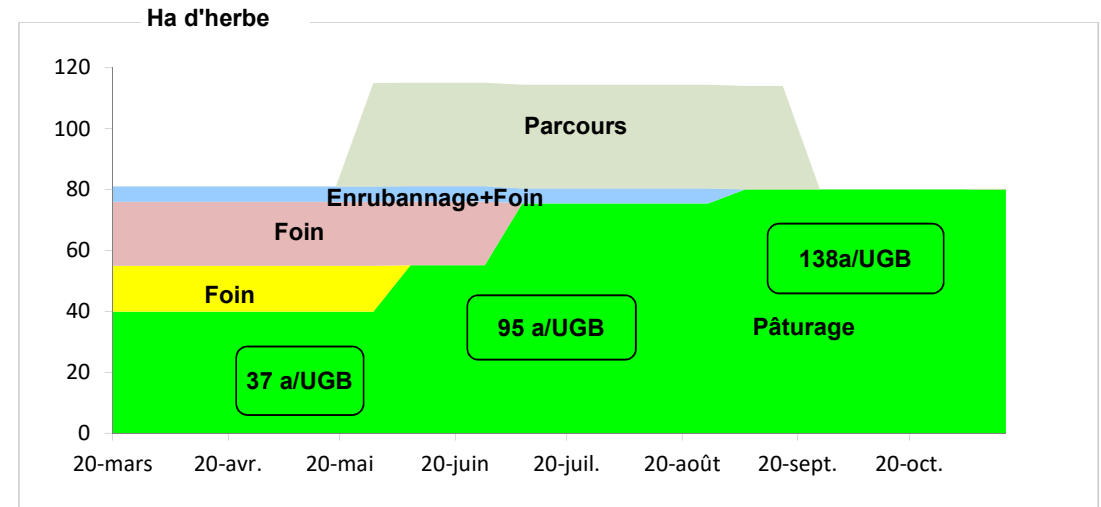 Ha d'herbe
120
100
80
60
40
20
0
Parcours
Enrubannage+Foin
Foin
Foin
138a/UGB
95 a/UGB
Pâturage
37 a/UGB
20-mars 20-avr. 20-mai 20-juin 20-juil. 20-août 20-sept. 20-oct.